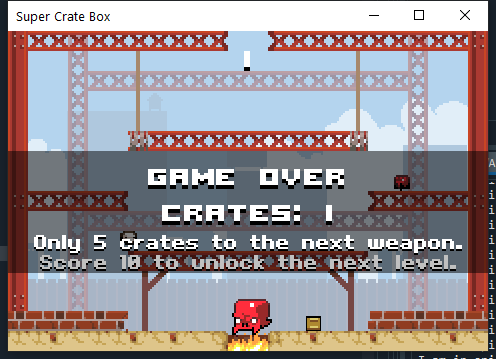 Super Crate Box
1
GAME OVER
CRATES: 1
Only 5 crates to the next weapon.
Score 10 to unlock the next level.